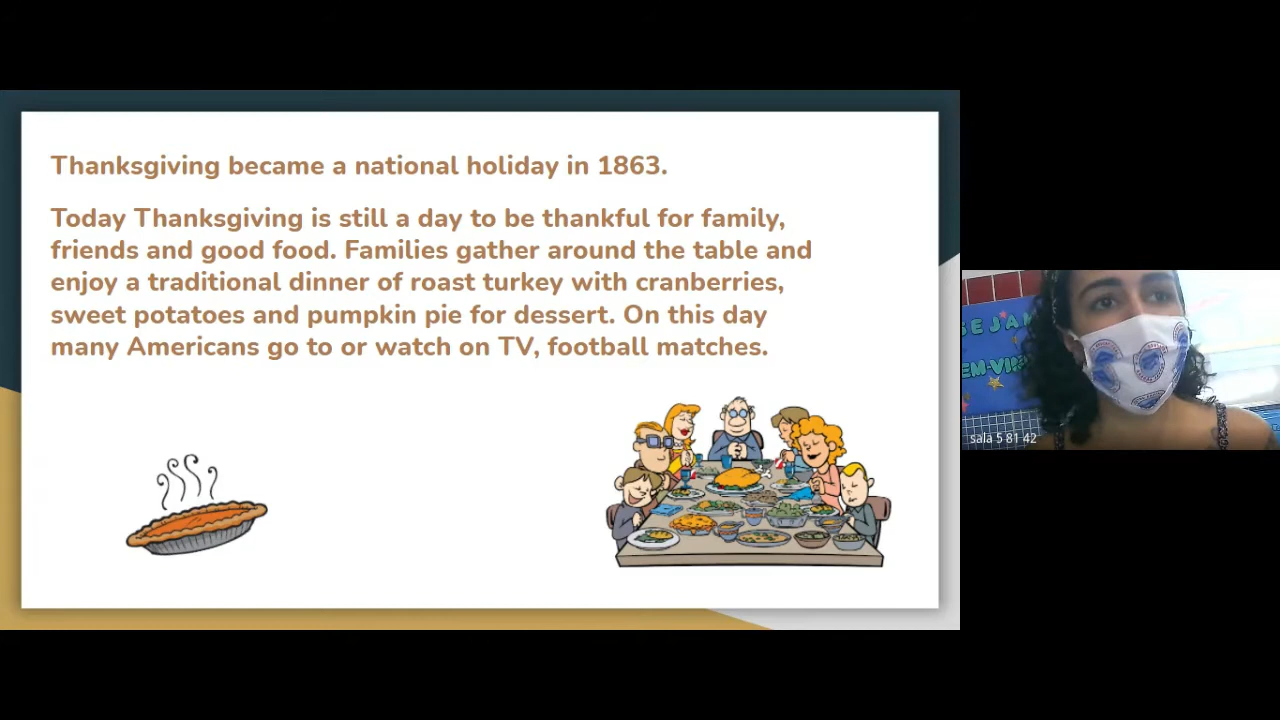 Thanksgiving became a national holiday in 1863.
Today Thanksgiving is still a day to be thankful for family,
friends and good food. Families gather around the table and
enjoy a traditional dinner of roast turkey with cranberries,
sweet potatoes and pumpkin pie for dessert. On this day
many Americans go to or watch on TV, football matches.
SEJAM
EM-VIN
sala 5 81 42